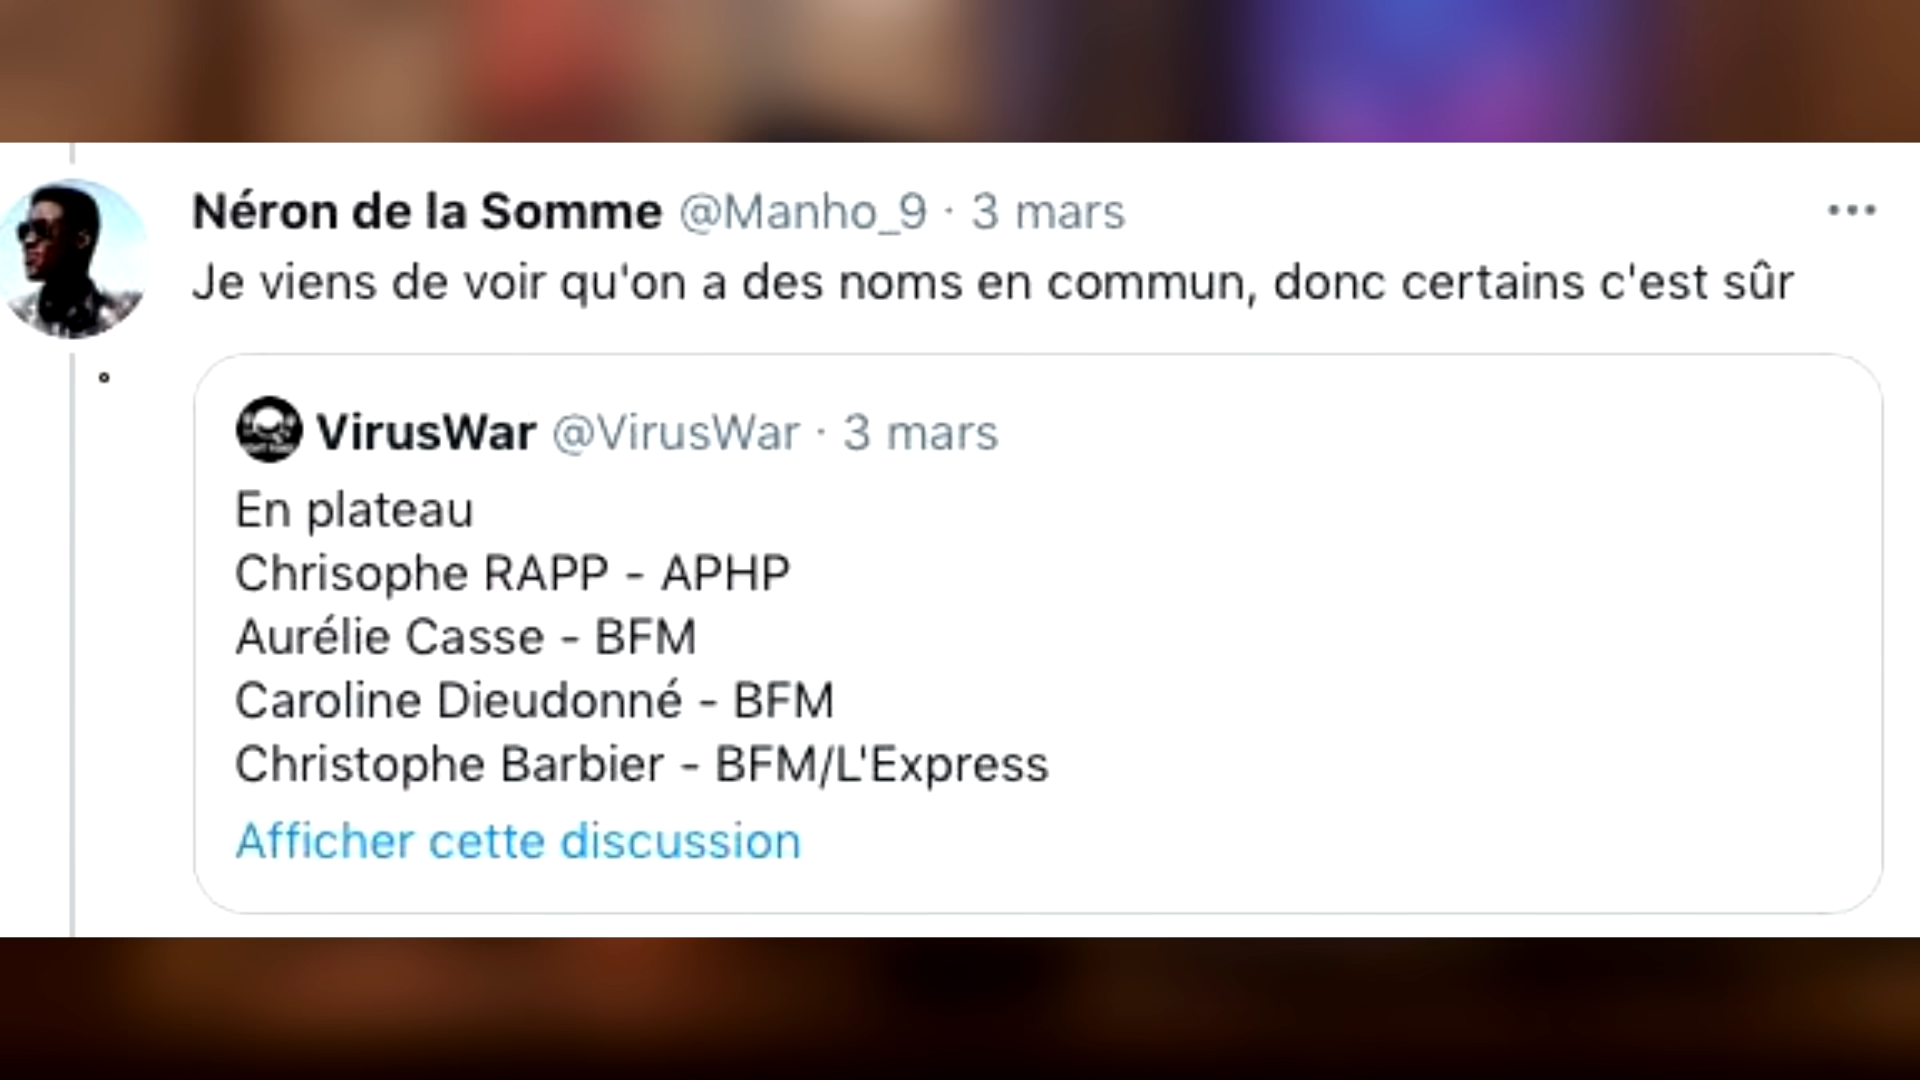 Néron de la Somme @Manho_9 · 3 mars
Je viens de voir qu'on a des noms en commun, donc certains c'est sûr
VirusWar @VirusWar · 3 mars
En plateau
Chrisophe RAPP - APHP
Aurélie Casse - BFM
Caroline Dieudonné - BFM
Christophe Barbier - BFM/L'Express
Afficher cette discussion